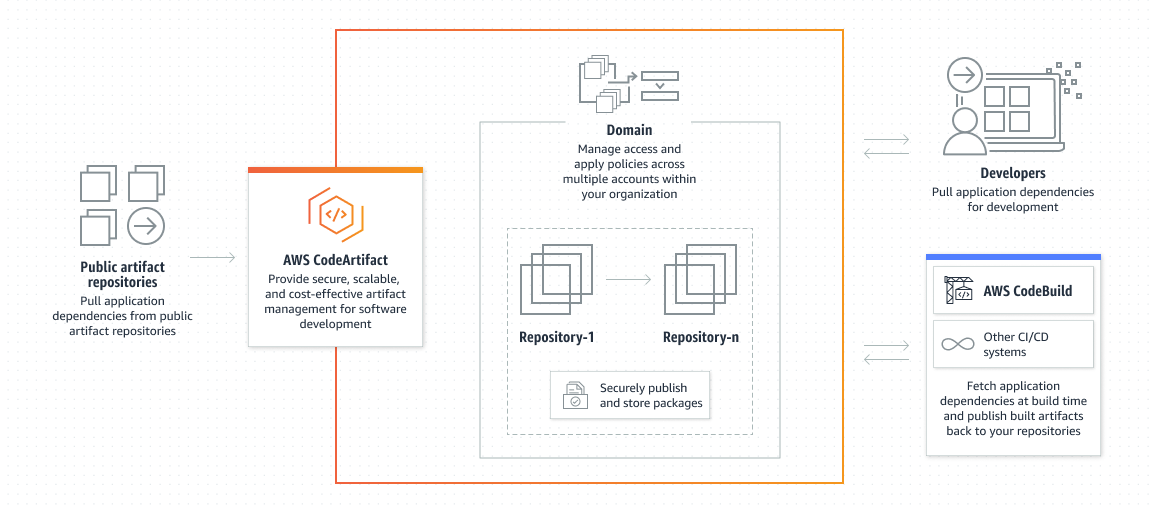 Public artifact
repositories
Pull application
dependencies from public
artifact repositories
AWS CodeArtifact
Provide secure, scalable,
and cost-effective artifact
management for software
development
Domain
Manage access and
apply policies across
multiple accounts within
your organization
Repository-1
Repository-n
Securely publish
and store packages
Developers
Pull application dependencies
for development
AWS CodeBuild
Other CI/CD
systems
Fetch application
dependencies at build time
and publish built artifacts
back to your repositories